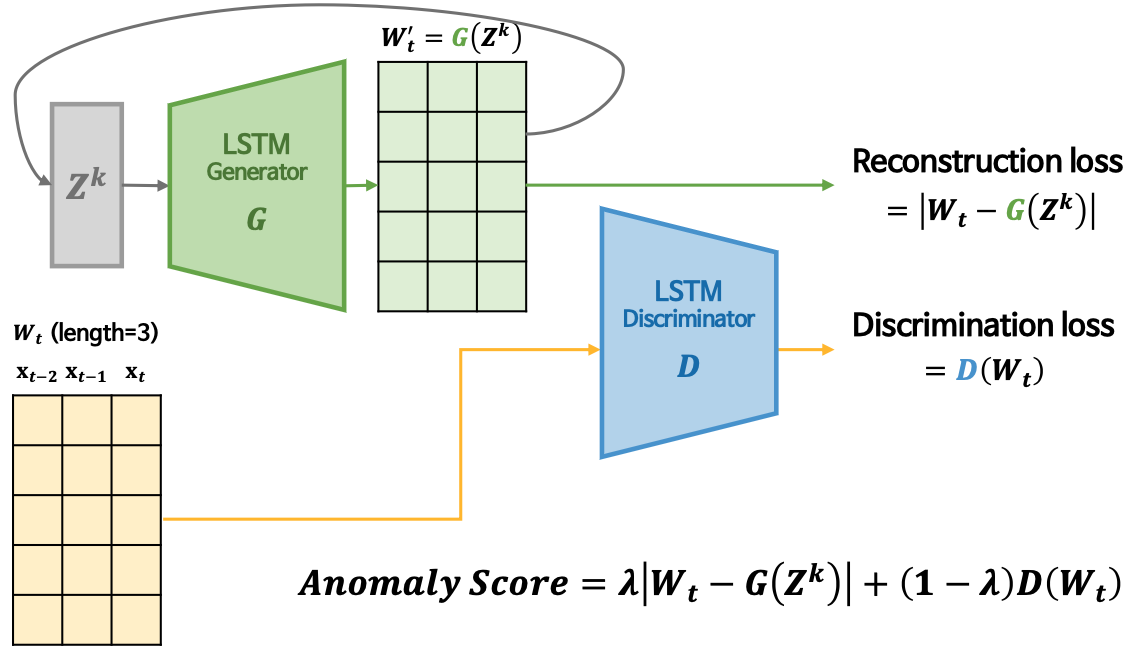 W′ₜ = G(Zᵏ)
Zᵏ
LSTM
Generator
G
Reconstruction loss
= |Wₜ − G(Zᵏ)|
LSTM
Discriminator
D
Discrimination loss
= D(Wₜ)
Wₜ (length=3)
xₜ₋₂ xₜ₋₁ xₜ
Anomaly Score = λ|Wₜ − G(Zᵏ)| + (1 − λ)D(Wₜ)